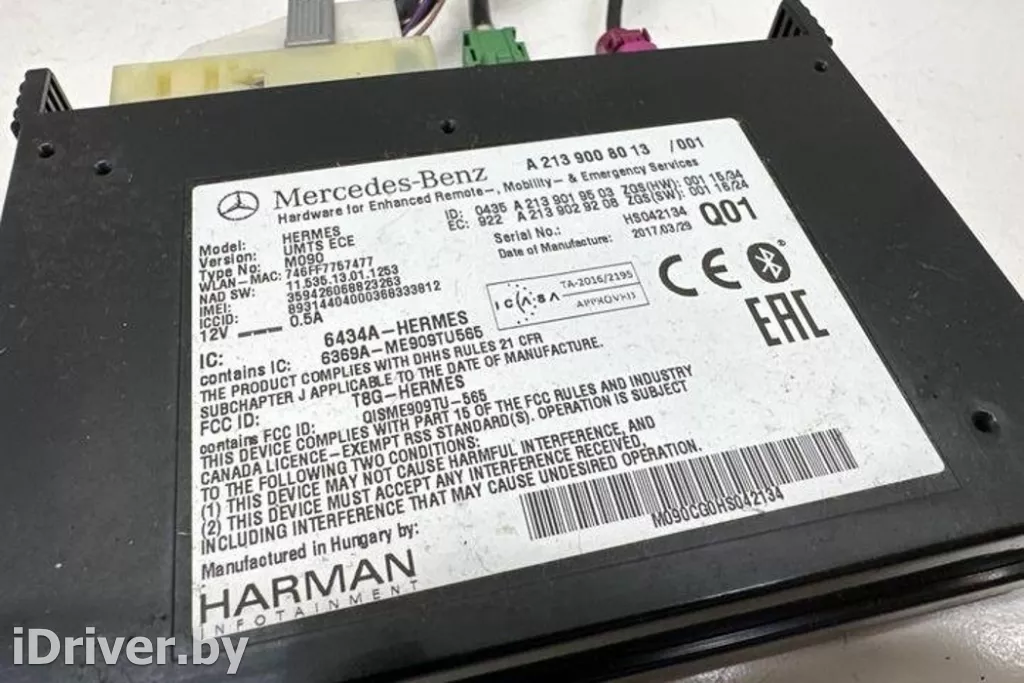 Mercedes-Benz A 213 900 80 13 /001
Hardware for Enhanced Remote-, Mobility- & Emergency Services
ID: 0435 A 213 901 95 03 ZGS(HW): 001 15/34
EC: 922 A 213 902 92 08 ZGS(SW): 001 16/24
Model: HERMES
Version: UMTS ECE
Type No: M090
WLAN-MAC: 746FF7757477
NAD SW: 11.535.13.01.1253
IMEI: 359426068823263
ICCID: 89314404000368333812
12V 0.5A
Serial No.: HS042134
Date of Manufacture: 2017/03/29
Q01
ICASA TA-2016/2195
APPROVED
CE
EAC
IC: 6434A-HERMES
contains IC: 6369A-ME909TU565
THE PRODUCT COMPLIES WITH DHHS RULES 21 CFR
SUBCHAPTER J APPLICABLE TO THE DATE OF MANUFACTURE.
FCC ID: T8G-HERMES
contains FCC ID: QISME909TU-565
THIS DEVICE COMPLIES WITH PART 15 OF THE FCC RULES AND INDUSTRY
CANADA LICENCE-EXEMPT RSS STANDARD(S). OPERATION IS SUBJECT
TO THE FOLLOWING TWO CONDITIONS:
(1) THIS DEVICE MAY NOT CAUSE HARMFUL INTERFERENCE, AND
(2) THIS DEVICE MUST ACCEPT ANY INTERFERENCE RECEIVED,
INCLUDING INTERFERENCE THAT MAY CAUSE UNDESIRED OPERATION.
Manufactured in Hungary by:
HARMAN
INFOTAINMENT
M090CG0HS042134
iDriver.by